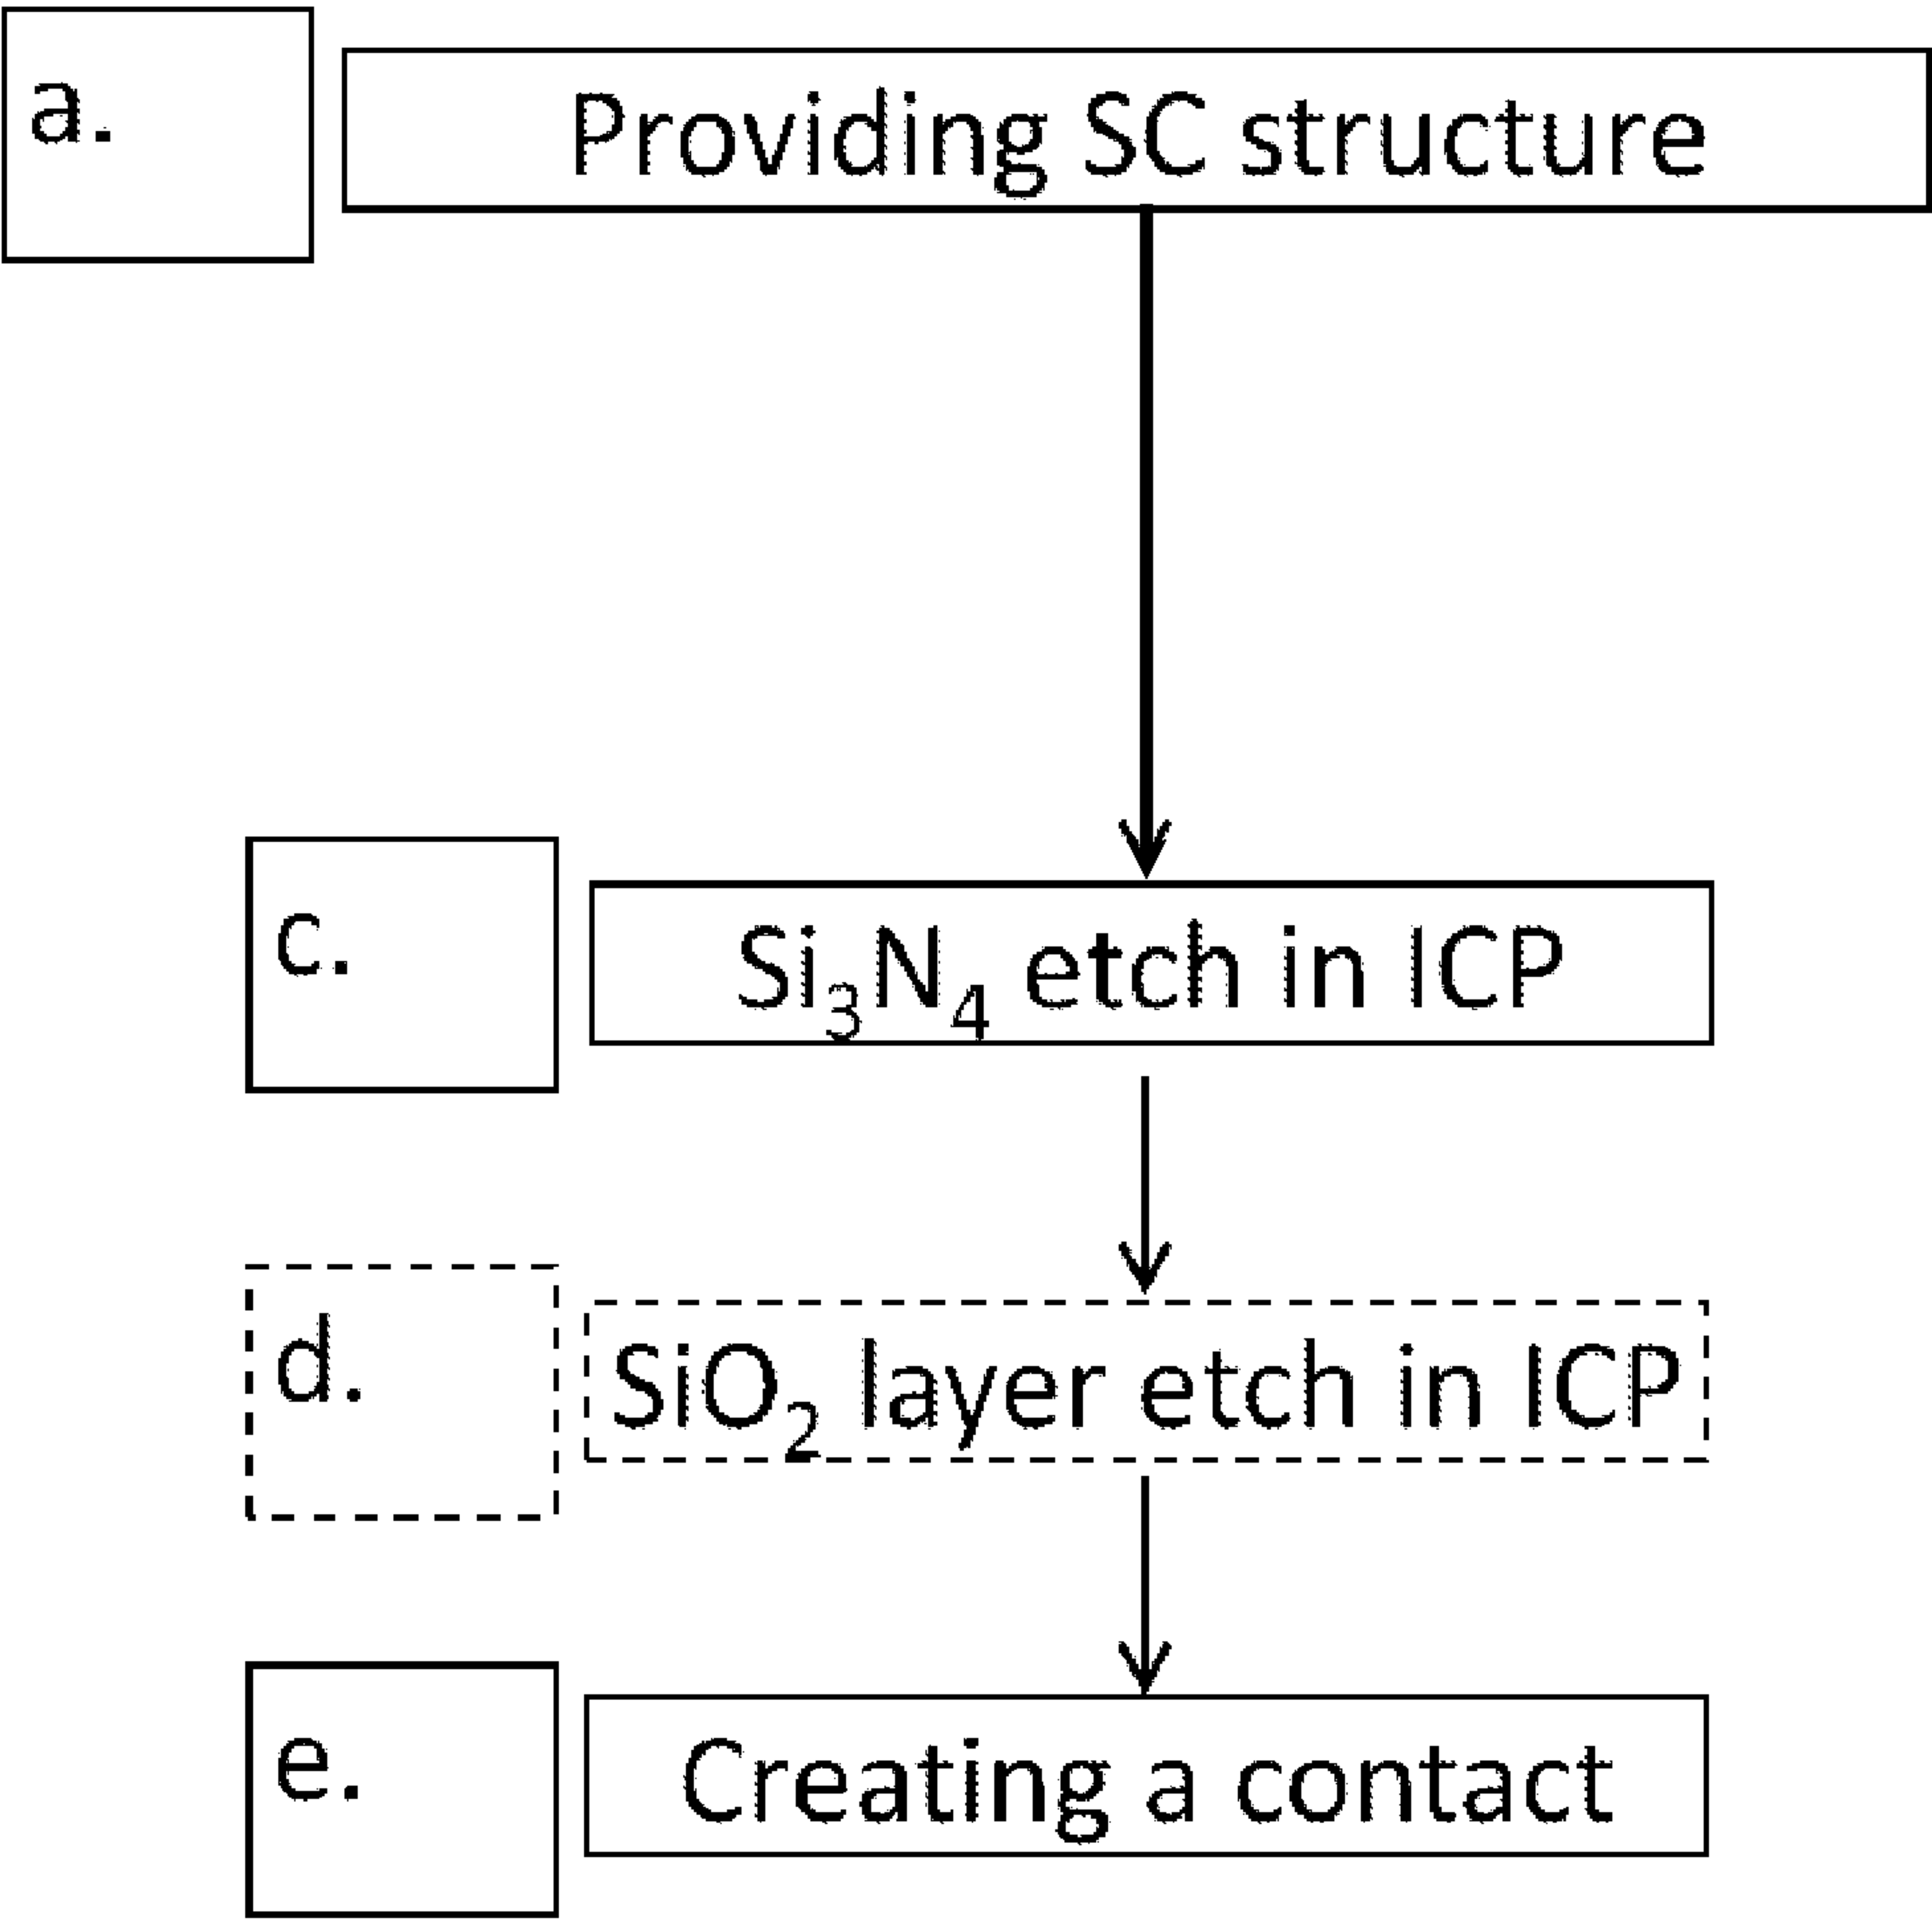 a.
Providing SC structure
c.
Si₃N₄ etch in ICP
d.
SiO₂ layer etch in ICP
e.
Creating a contact